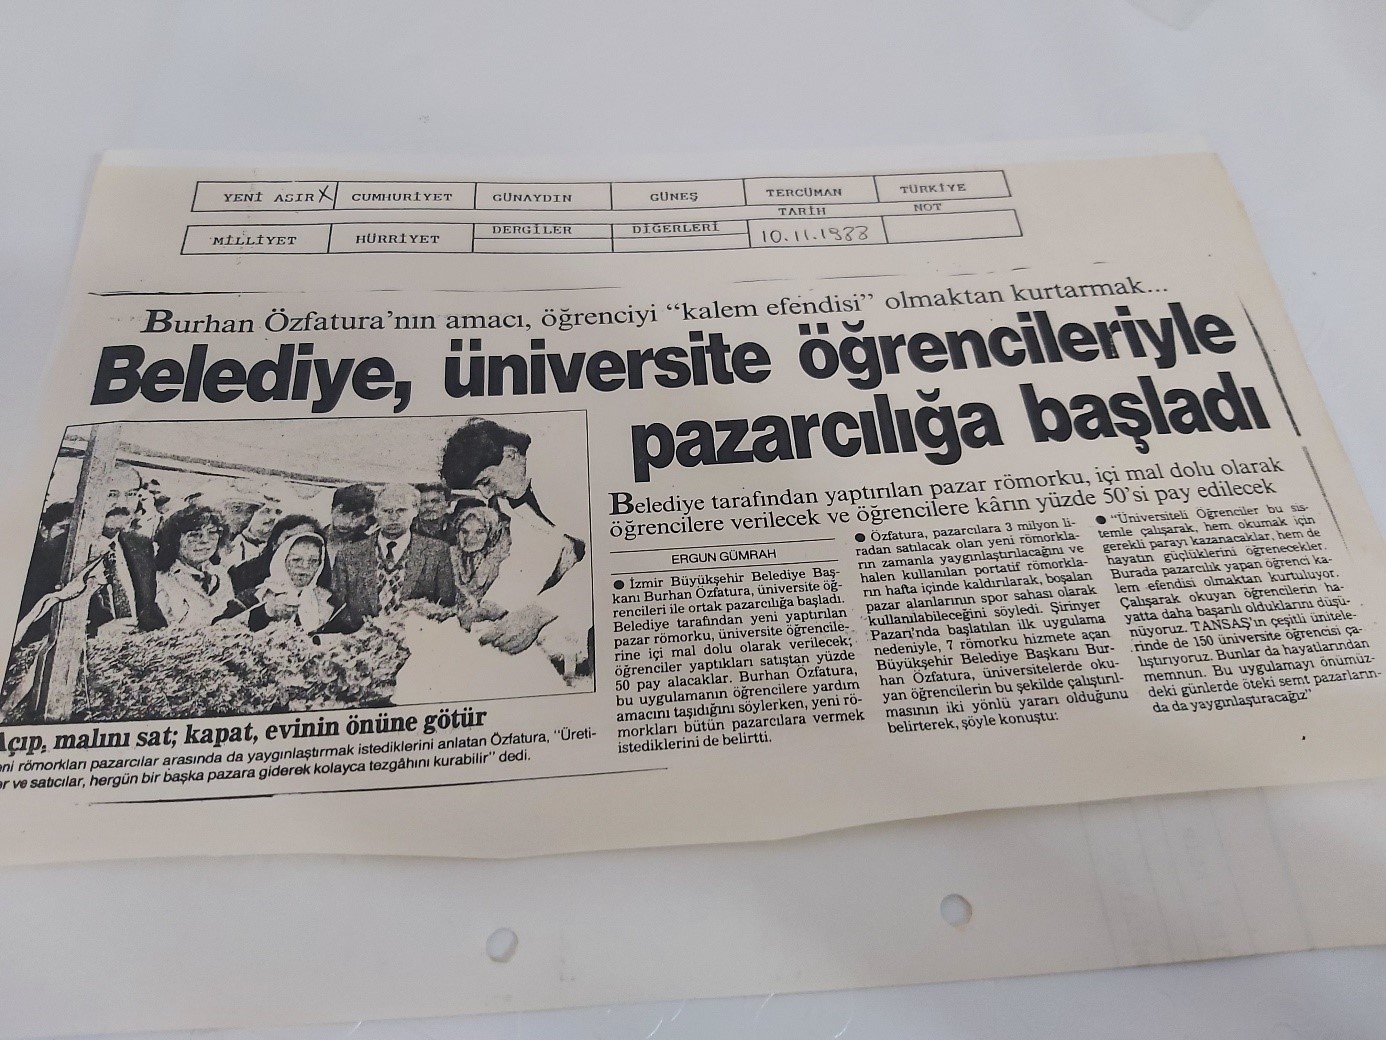 YENİ ASIR X CUMHURİYET GÜNAYDIN GÜNEŞ TERCÜMAN TÜRKİYE
MİLLİYET HÜRRİYET DERGİLER DİĞERLERİ TARİH NOT
10.11.1988
Burhan Özfatura'nın amacı, öğrenciyi "kalem efendisi" olmaktan kurtarmak...
Belediye, üniversite öğrencileriyle
pazarcılığa başladı
Belediye tarafından yaptırılan pazar römorku, içi mal dolu olarak
öğrencilere verilecek ve öğrencilere kârın yüzde 50'si pay edilecek
Açıp, malını sat; kapat, evinin önüne götür
römorkları pazarcılar arasında da yaygınlaştırmak istediklerini anlatan Özfatura, "Üreti-
ve satıcılar, hergün bir başka pazara giderek kolayca tezgâhını kurabilir" dedi.
ERGUN GÜMRAH
● İzmir Büyükşehir Belediye Baş-
kanı Burhan Özfatura, üniversite öğ-
rencileri ile ortak pazarcılığa başladı.
Belediye tarafından yeni yaptırılan
pazar römorku, üniversite öğrencile-
rine içi mal dolu olarak verilecek;
öğrenciler yaptıkları satıştan yüzde
50 pay alacaklar. Burhan Özfatura,
bu uygulamanın öğrencilere yardım
amacını taşıdığını söylerken, yeni rö-
morkları bütün pazarcılara vermek
istediklerini de belirtti.
● Özfatura, pazarcılara 3 milyon li-
radan satılacak olan yeni römorkla-
rın zamanla yaygınlaştırılacağını ve
halen kullanılan portatif römorkla-
rın hafta içinde kaldırılarak, boşalan
pazar alanlarının spor sahası olarak
kullanılabileceğini söyledi. Şirinyer
Pazarı'nda başlatılan ilk uygulama
nedeniyle, 7 römorku hizmete açan
Büyükşehir Belediye Başkanı Bur-
han Özfatura, üniversitelerde oku-
yan öğrencilerin bu şekilde çalıştırıl-
masının iki yönlü yararı olduğunu
belirterek, şöyle konuştu:
● "Üniversiteli Öğrenciler bu sis-
temle çalışarak, hem okumak için
gerekli parayı kazanacaklar, hem de
hayatın güçlüklerini öğrenecekler.
Burada pazarcılık yapan öğrenci ka-
lem efendisi olmaktan kurtuluyor.
Çalışarak okuyan öğrencilerin ha-
yatta daha başarılı olduklarını düşü-
nüyoruz. TANSAŞ'ın çeşitli ünitele-
rinde de 150 üniversite öğrencisi ça-
lıştırıyoruz. Bunlar da hayatlarından
memnun. Bu uygulamayı önümüz-
deki günlerde öteki semt pazarların-
da da yaygınlaştıracağız"